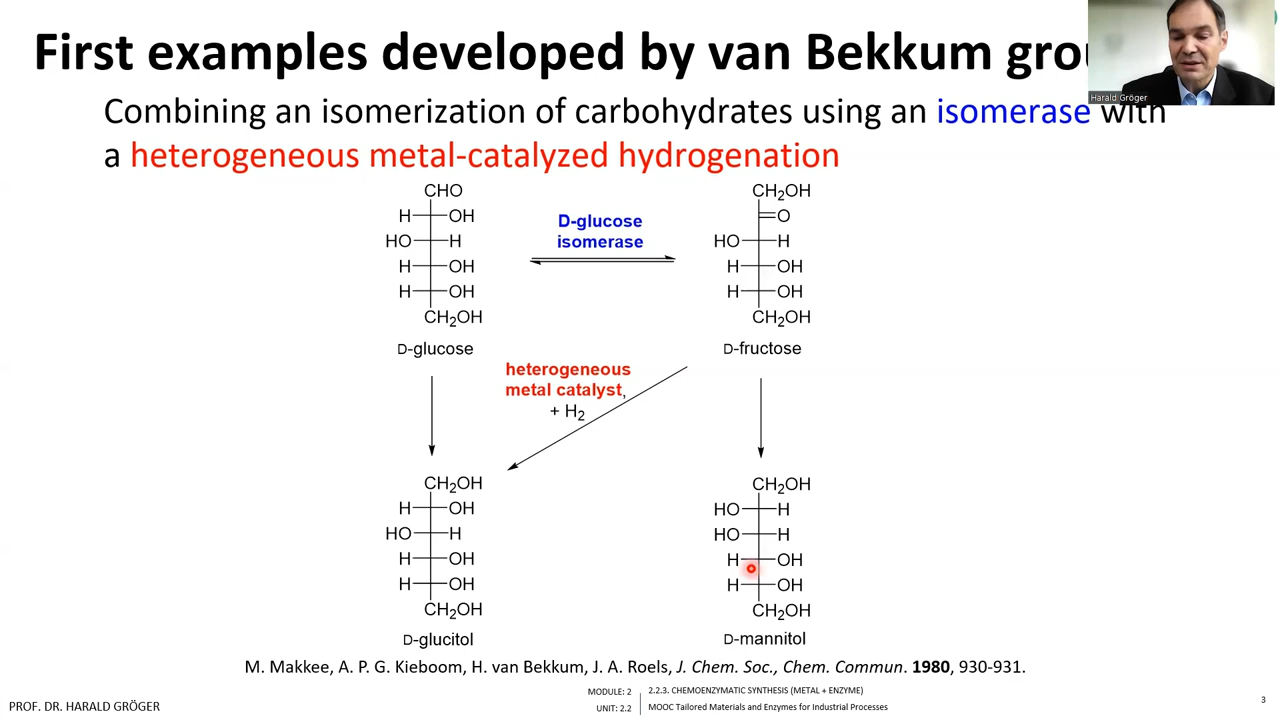 First examples developed by van Bekkum grou
Harald Gröger
Combining an isomerization of carbohydrates using an isomerase with
a heterogeneous metal-catalyzed hydrogenation
CHO
H OH
HO H
H OH
H OH
CH2OH
D-glucose
D-glucose
isomerase
CH2OH
=O
HO H
H OH
H OH
CH2OH
D-fructose
heterogeneous
metal catalyst,
+ H2
CH2OH
H OH
HO H
H OH
H OH
CH2OH
D-glucitol
CH2OH
HO H
HO H
H OH
H OH
CH2OH
D-mannitol
M. Makkee, A. P. G. Kieboom, H. van Bekkum, J. A. Roels, J. Chem. Soc., Chem. Commun. 1980, 930-931.
PROF. DR. HARALD GRÖGER
MODULE: 2
UNIT: 2.2
2.2.3. CHEMOENZYMATIC SYNTHESIS (METAL + ENZYME)
MOOC Tailored Materials and Enzymes for Industrial Processes
3